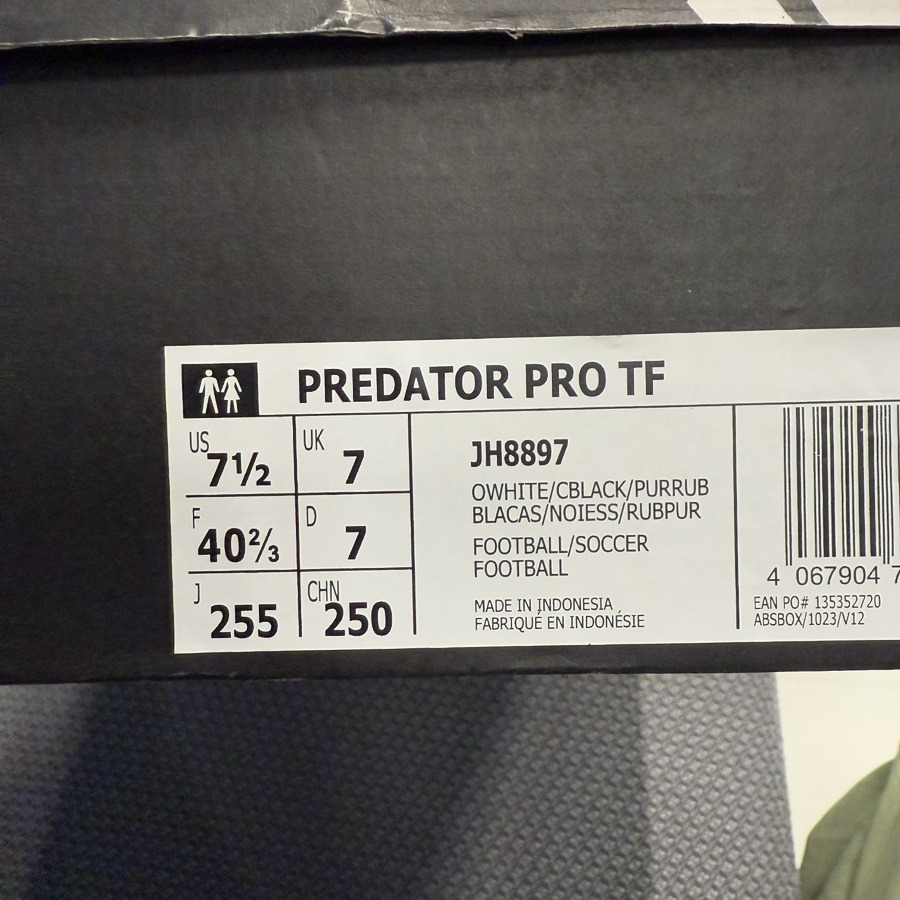 PREDATOR PRO TF
US 7½
UK 7
F 40⅔
D 7
J 255
CHN 250
JH8897
OWHITE/CBLACK/PURRUB
BLACAS/NOIESS/RUBPUR
FOOTBALL/SOCCER
FOOTBALL
MADE IN INDONESIA
FABRIQUÉ EN INDONÉSIE
4 067904 7
EAN PO# 135352720
ABSBOX/1023/V12